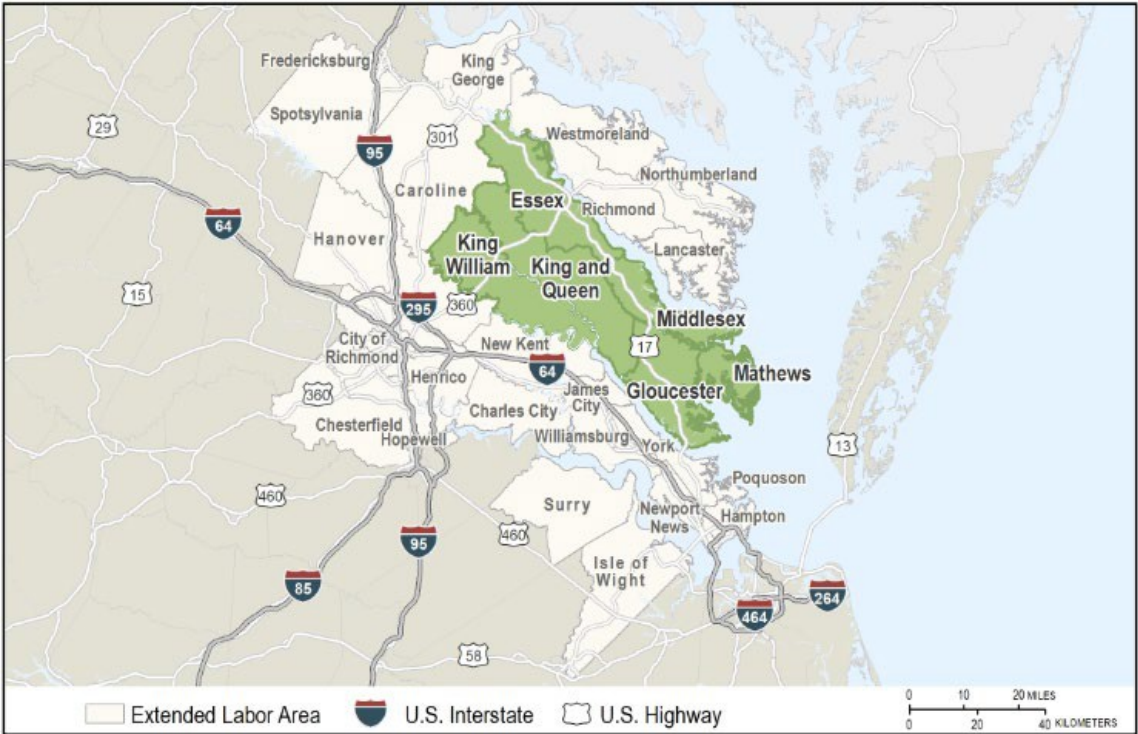 Fredericksburg
King
George
Spotsylvania
29
301
95
Westmoreland
Northumberland
Caroline
Essex
Richmond
64
Hanover
King
William
King and
Queen
Lancaster
15
295
360
Middlesex
City of
Richmond
New Kent
17
64
Mathews
Henrico
James
City
Gloucester
360
Charles City
Chesterfield
Hopewell
Williamsburg
York
13
Poquoson
460
Surry
Newport
News
Hampton
95
460
Isle of
Wight
85
264
464
58
Extended Labor Area
U.S. Interstate
U.S. Highway
0 10 20 MILES
0 20 40 KILOMETERS